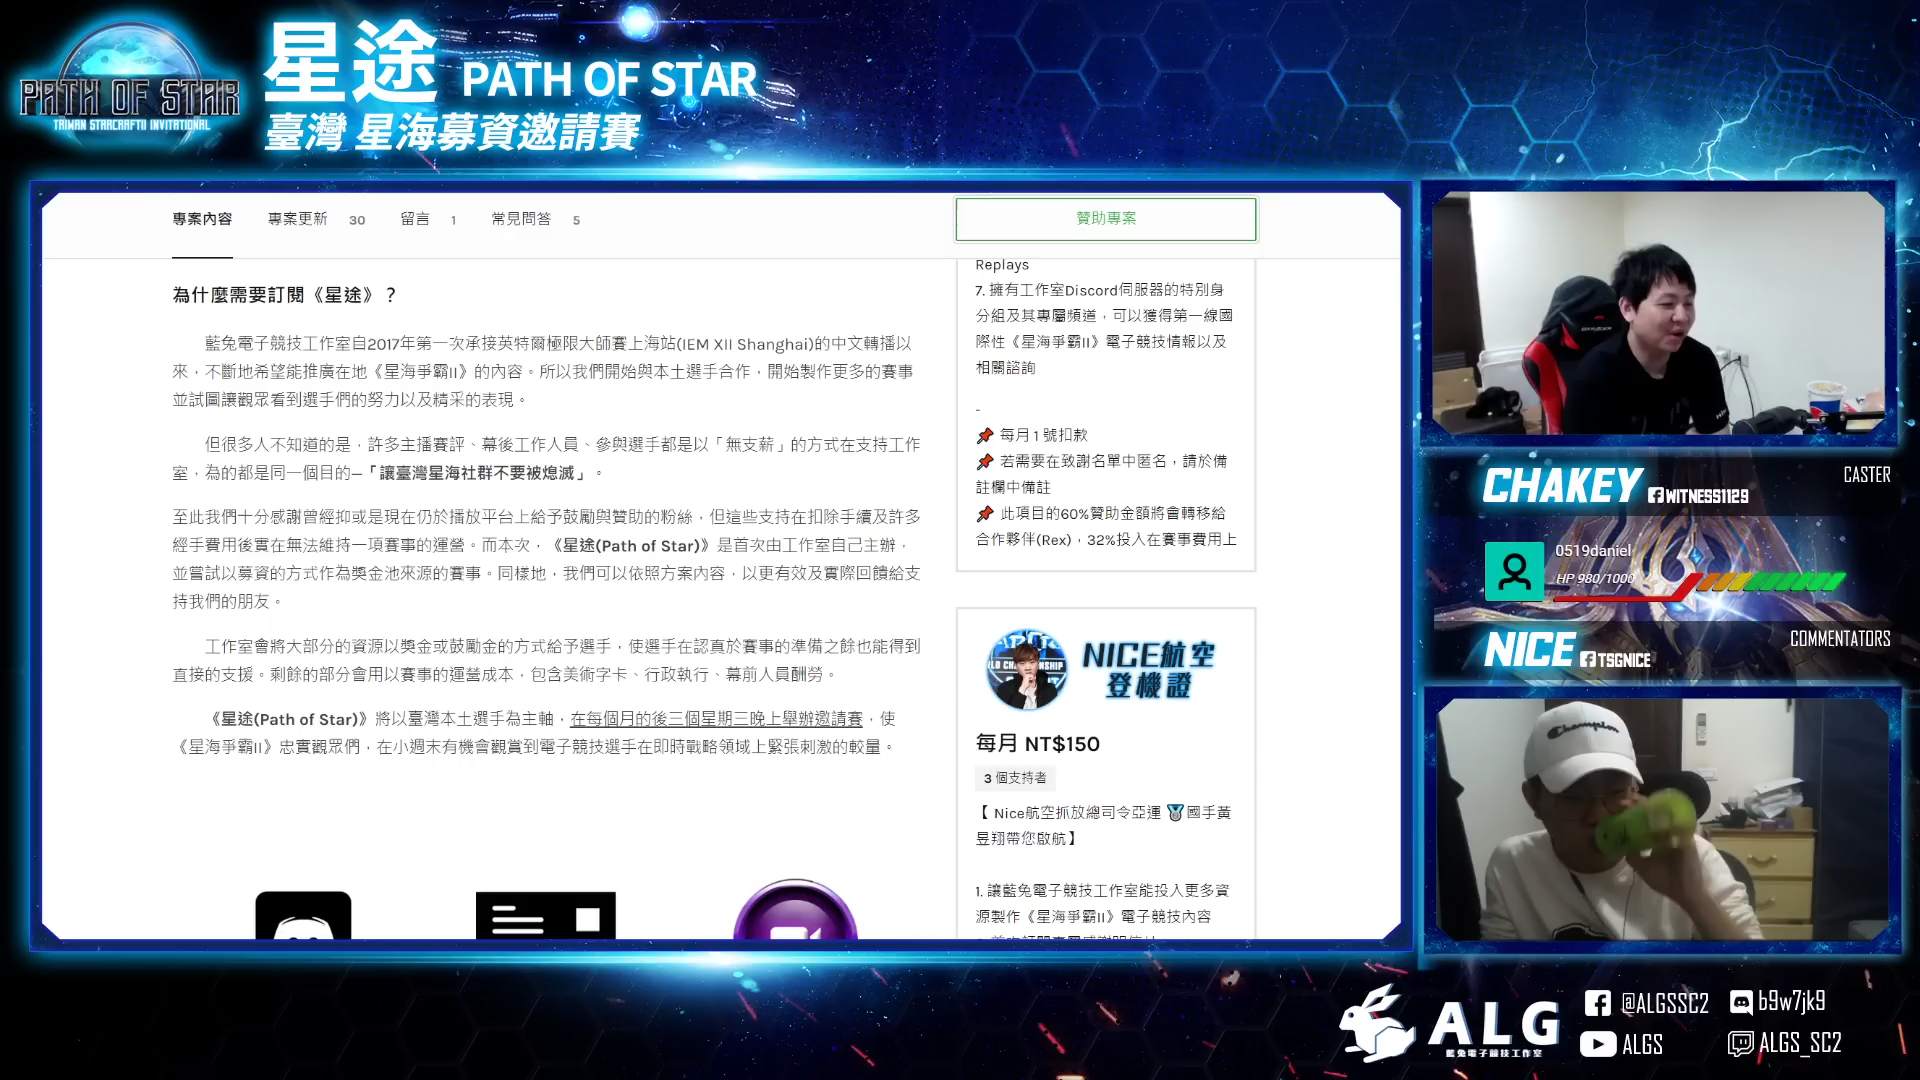 PATH OF STAR
TAIWAN STARCRAFTII INVITATIONAL
星途 PATH OF STAR
臺灣 星海募資邀請賽
專案內容 專案更新 30 留言 1 常見問答 5
贊助專案
為什麼需要訂閱《星途》？
藍兔電子競技工作室自2017年第一次承接英特爾極限大師賽上海站(IEM XII Shanghai)的中文轉播以
來，不斷地希望能推廣在地《星海爭霸II》的內容。所以我們開始與本土選手合作，開始製作更多的賽事
並試圖讓觀眾看到選手們的努力以及精采的表現。
但很多人不知道的是，許多主播賽評、幕後工作人員、參與選手都是以「無支薪」的方式在支持工作
室，為的都是同一個目的—「讓臺灣星海社群不要被熄滅」。
至此我們十分感謝曾經抑或是現在仍於播放平台上給予鼓勵與贊助的粉絲，但這些支持在扣除手續及許多
經手費用後實在無法維持一項賽事的運營。而本次，《星途(Path of Star)》是首次由工作室自己主辦，
並嘗試以募資的方式作為獎金池來源的賽事。同樣地，我們可以依照方案內容，以更有效及實際回饋給支
持我們的朋友。
工作室會將大部分的資源以獎金或鼓勵金的方式給予選手，使選手在認真於賽事的準備之餘也能得到
直接的支援。剩餘的部分會用以賽事的運營成本，包含美術字卡、行政執行、幕前人員酬勞。
《星途(Path of Star)》將以臺灣本土選手為主軸，在每個月的後三個星期三晚上舉辦邀請賽，使
《星海爭霸II》忠實觀眾們，在小週末有機會觀賞到電子競技選手在即時戰略領域上緊張刺激的較量。
Replays
7. 擁有工作室Discord伺服器的特別身
分組及其專屬頻道，可以獲得第一線國
際性《星海爭霸II》電子競技情報以及
相關諮詢
-
📌 每月 1 號扣款
📌 若需要在致謝名單中匿名，請於備
註欄中備註
📌 此項目的60%贊助金額將會轉移給
合作夥伴(Rex)，32%投入在賽事費用上
NICE航空
登機證
每月 NT$150
3 個支持者
【 Nice航空抓放總司令亞運 🏅國手黃
昱翔帶您啟航】
1. 讓藍兔電子競技工作室能投入更多資
源製作《星海爭霸II》電子競技內容
CHAKEY WITNESS1129
CASTER
0519daniel
HP 980/1000
NICE TSGNICE
COMMENTATORS
Champion
ALG
藍兔電子競技工作室
@ALGSSC2
b9w7jk9
ALGS
ALGS_SC2